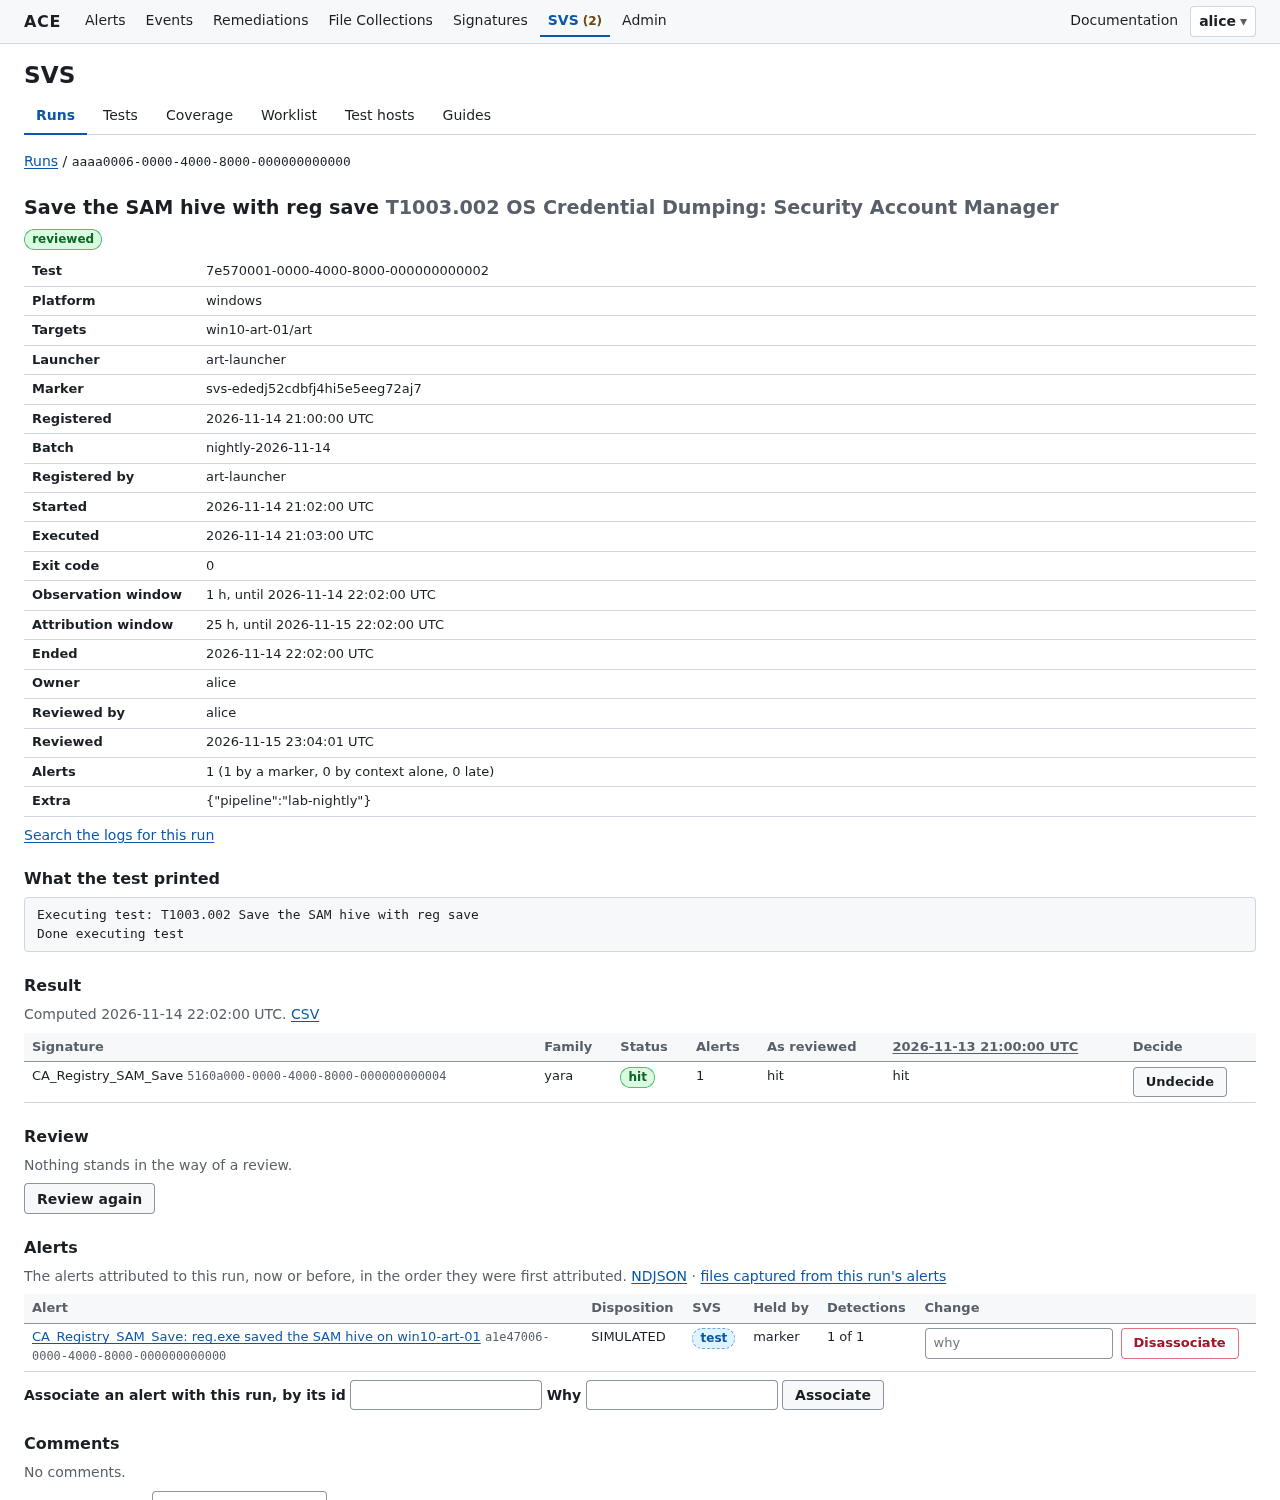 ACE Alerts Events Remediations File Collections Signatures SVS (2) Admin Documentation alice ▾
SVS
Runs Tests Coverage Worklist Test hosts Guides
Runs / aaaa0006-0000-4000-8000-000000000000
Save the SAM hive with reg save T1003.002 OS Credential Dumping: Security Account Manager
reviewed
Test 7e570001-0000-4000-8000-000000000002
Platform windows
Targets win10-art-01/art
Launcher art-launcher
Marker svs-ededj52cdbfj4hi5e5eeg72aj7
Registered 2026-11-14 21:00:00 UTC
Batch nightly-2026-11-14
Registered by art-launcher
Started 2026-11-14 21:02:00 UTC
Executed 2026-11-14 21:03:00 UTC
Exit code 0
Observation window 1 h, until 2026-11-14 22:02:00 UTC
Attribution window 25 h, until 2026-11-15 22:02:00 UTC
Ended 2026-11-14 22:02:00 UTC
Owner alice
Reviewed by alice
Reviewed 2026-11-15 23:04:01 UTC
Alerts 1 (1 by a marker, 0 by context alone, 0 late)
Extra {"pipeline":"lab-nightly"}
Search the logs for this run
What the test printed
Executing test: T1003.002 Save the SAM hive with reg save
Done executing test
Result
Computed 2026-11-14 22:02:00 UTC. CSV
Signature Family Status Alerts As reviewed 2026-11-13 21:00:00 UTC Decide
CA_Registry_SAM_Save 5160a000-0000-4000-8000-000000000004 yara hit 1 hit hit Undecide
Review
Nothing stands in the way of a review.
Review again
Alerts
The alerts attributed to this run, now or before, in the order they were first attributed. NDJSON · files captured from this run's alerts
Alert Disposition SVS Held by Detections Change
CA_Registry_SAM_Save: reg.exe saved the SAM hive on win10-art-01 a1e47006- SIMULATED test marker 1 of 1 why Disassociate
0000-4000-8000-000000000000
Associate an alert with this run, by its id Why Associate
Comments
No comments.